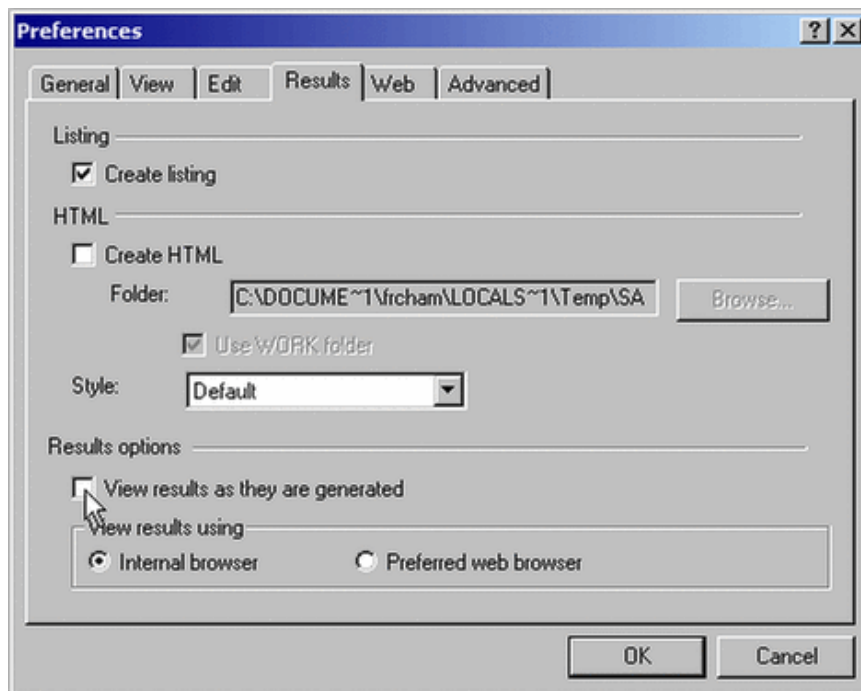 Preferences
General View Edit Results Web Advanced
Listing
Create listing
HTML
Create HTML
Folder: C:\DOCUME~1\frcham\LOCALS~1\Temp\SA Browse...
Use WORK folder
Style: Default
Results options
View results as they are generated
View results using
Internal browser Preferred web browser
OK Cancel